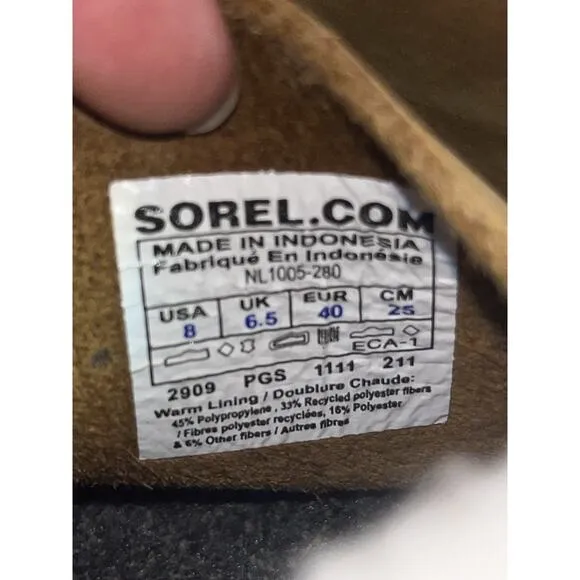 SOREL.COM
MADE IN INDONESIA
Fabriqué En Indonésie
NL1005-280
USA UK EUR CM
8 6.5 40 25
ECA-1
2909 PGS 1111 211
Warm Lining / Doublure Chaude:
45% Polypropylene, 33% Recycled polyester fibers
/ Fibres polyester recyclées, 16% Polyester
& 6% Other fibers / Autres fibres